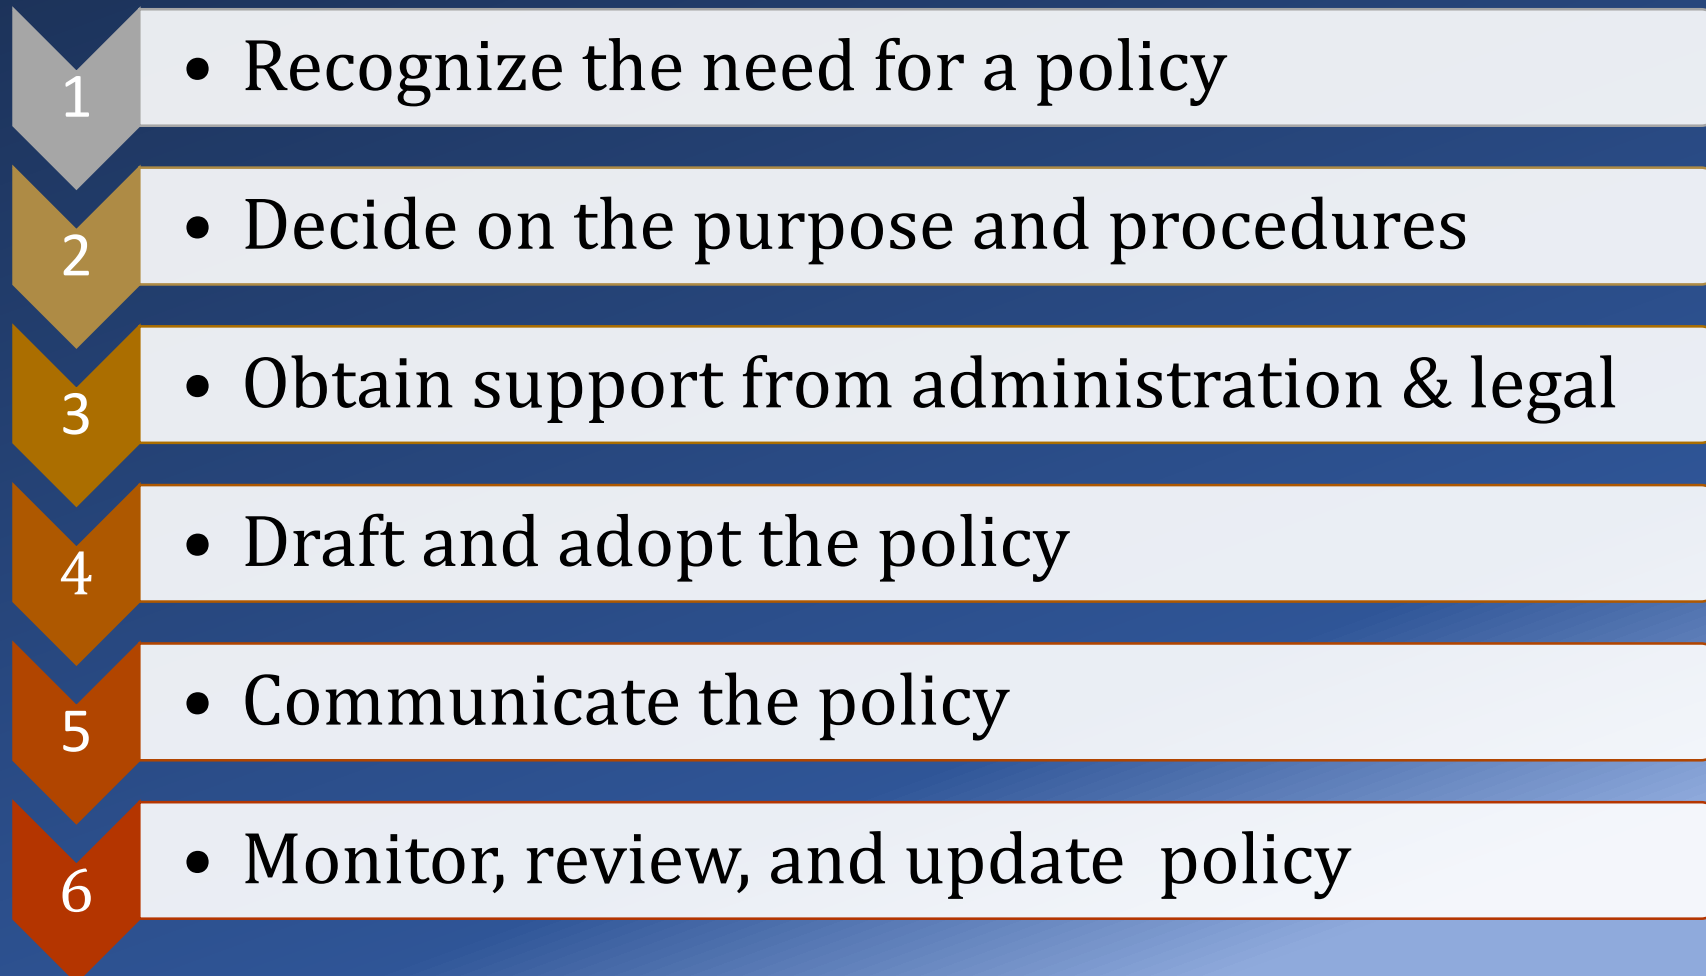 1
• Recognize the need for a policy
2
• Decide on the purpose and procedures
3
• Obtain support from administration & legal
4
• Draft and adopt the policy
5
• Communicate the policy
6
• Monitor, review, and update  policy